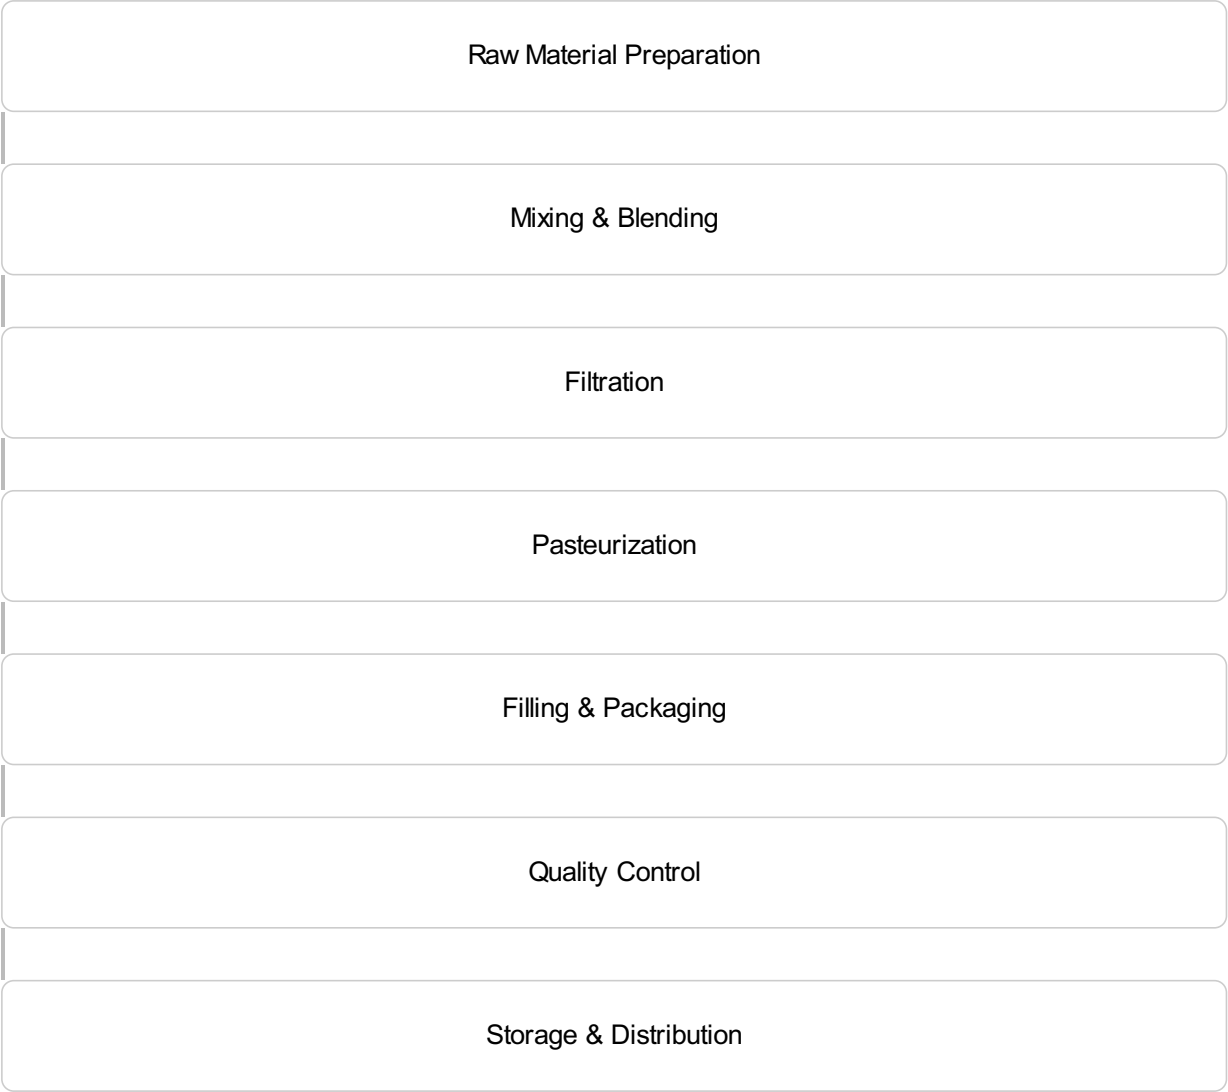 Raw Material Preparation
Mixing & Blending
Filtration
Pasteurization
Filling & Packaging
Quality Control
Storage & Distribution